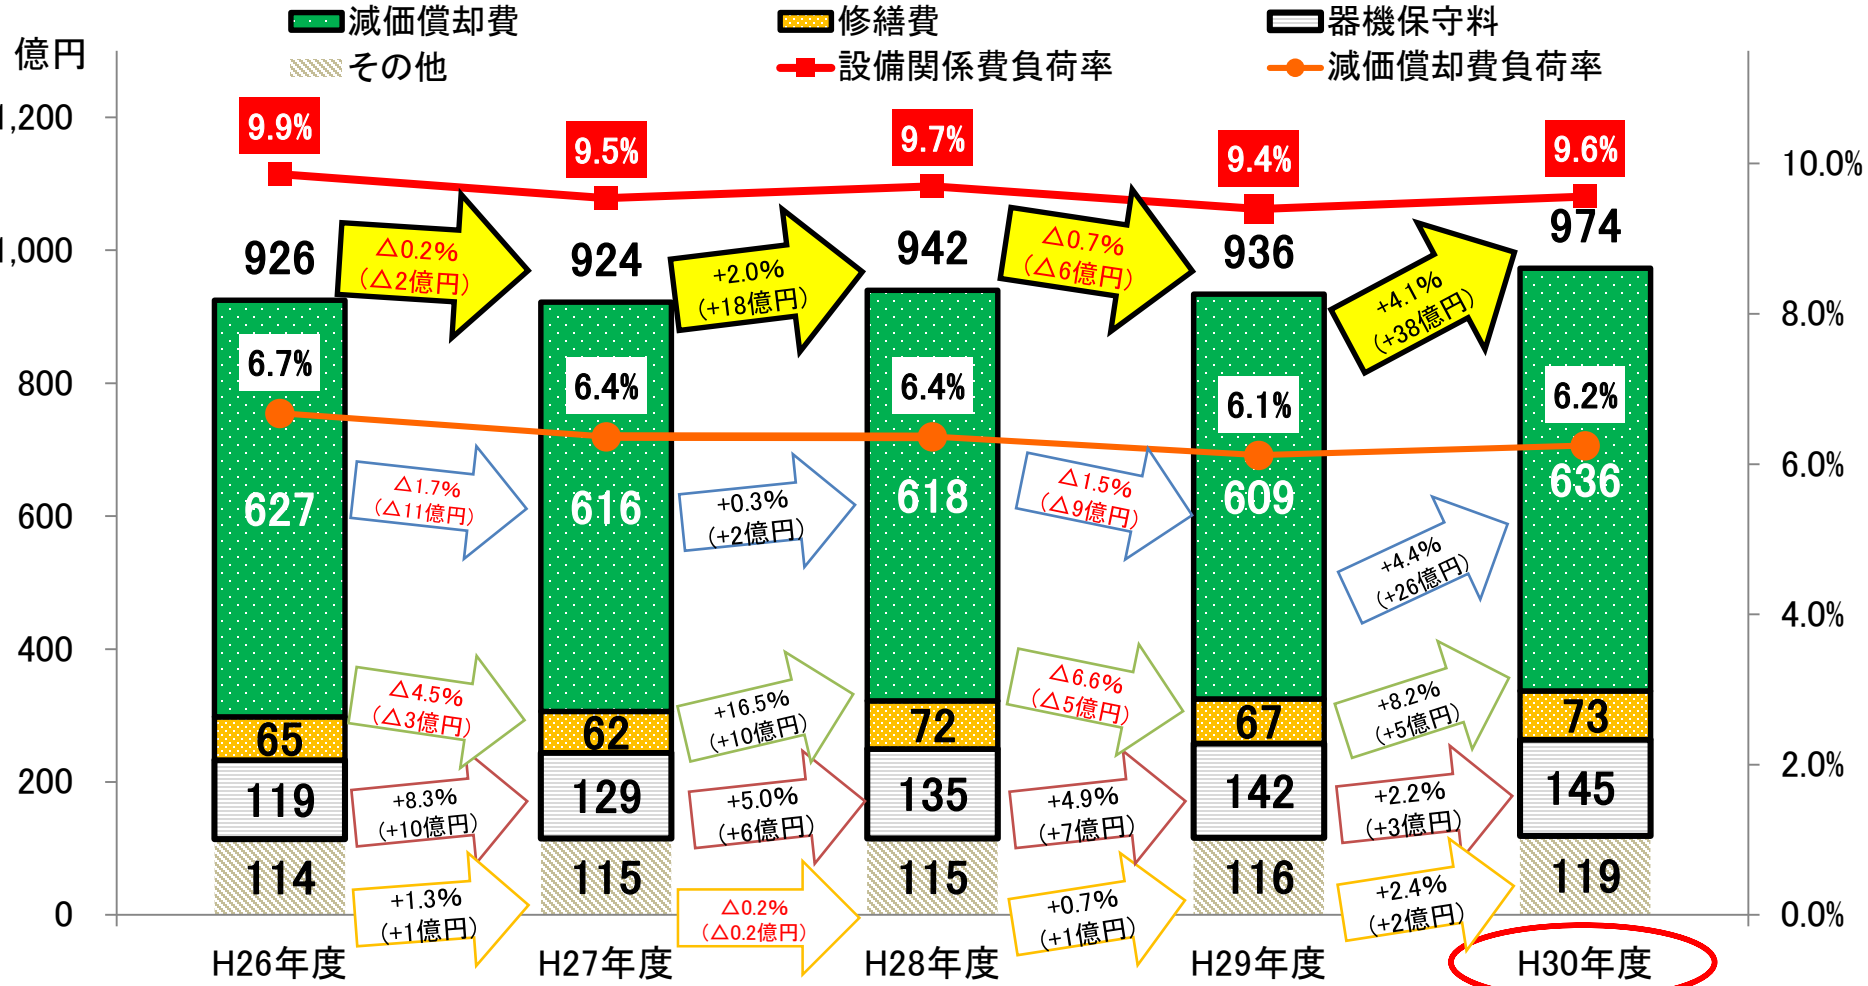 減価償却費 修繕費 器機保守料
その他 設備関係費負荷率 減価償却費負荷率
億円
1,200
1,000
800
600
400
200
0
10.0%
8.0%
6.0%
4.0%
2.0%
0.0%
9.9% 9.5% 9.7% 9.4% 9.6%
926 924 942 936 974
△0.2%
(△2億円)
+2.0%
(+18億円)
△0.7%
(△6億円)
+4.1%
(+38億円)
6.7% 6.4% 6.4% 6.1% 6.2%
627 616 618 609 636
△1.7%
(△11億円)
+0.3%
(+2億円)
△1.5%
(△9億円)
+4.4%
(+26億円)
65 62 72 67 73
△4.5%
(△3億円)
+16.5%
(+10億円)
△6.6%
(△5億円)
+8.2%
(+5億円)
119 129 135 142 145
+8.3%
(+10億円)
+5.0%
(+6億円)
+4.9%
(+7億円)
+2.2%
(+3億円)
114 115 115 116 119
+1.3%
(+1億円)
△0.2%
(△0.2億円)
+0.7%
(+1億円)
+2.4%
(+2億円)
H26年度 H27年度 H28年度 H29年度 H30年度